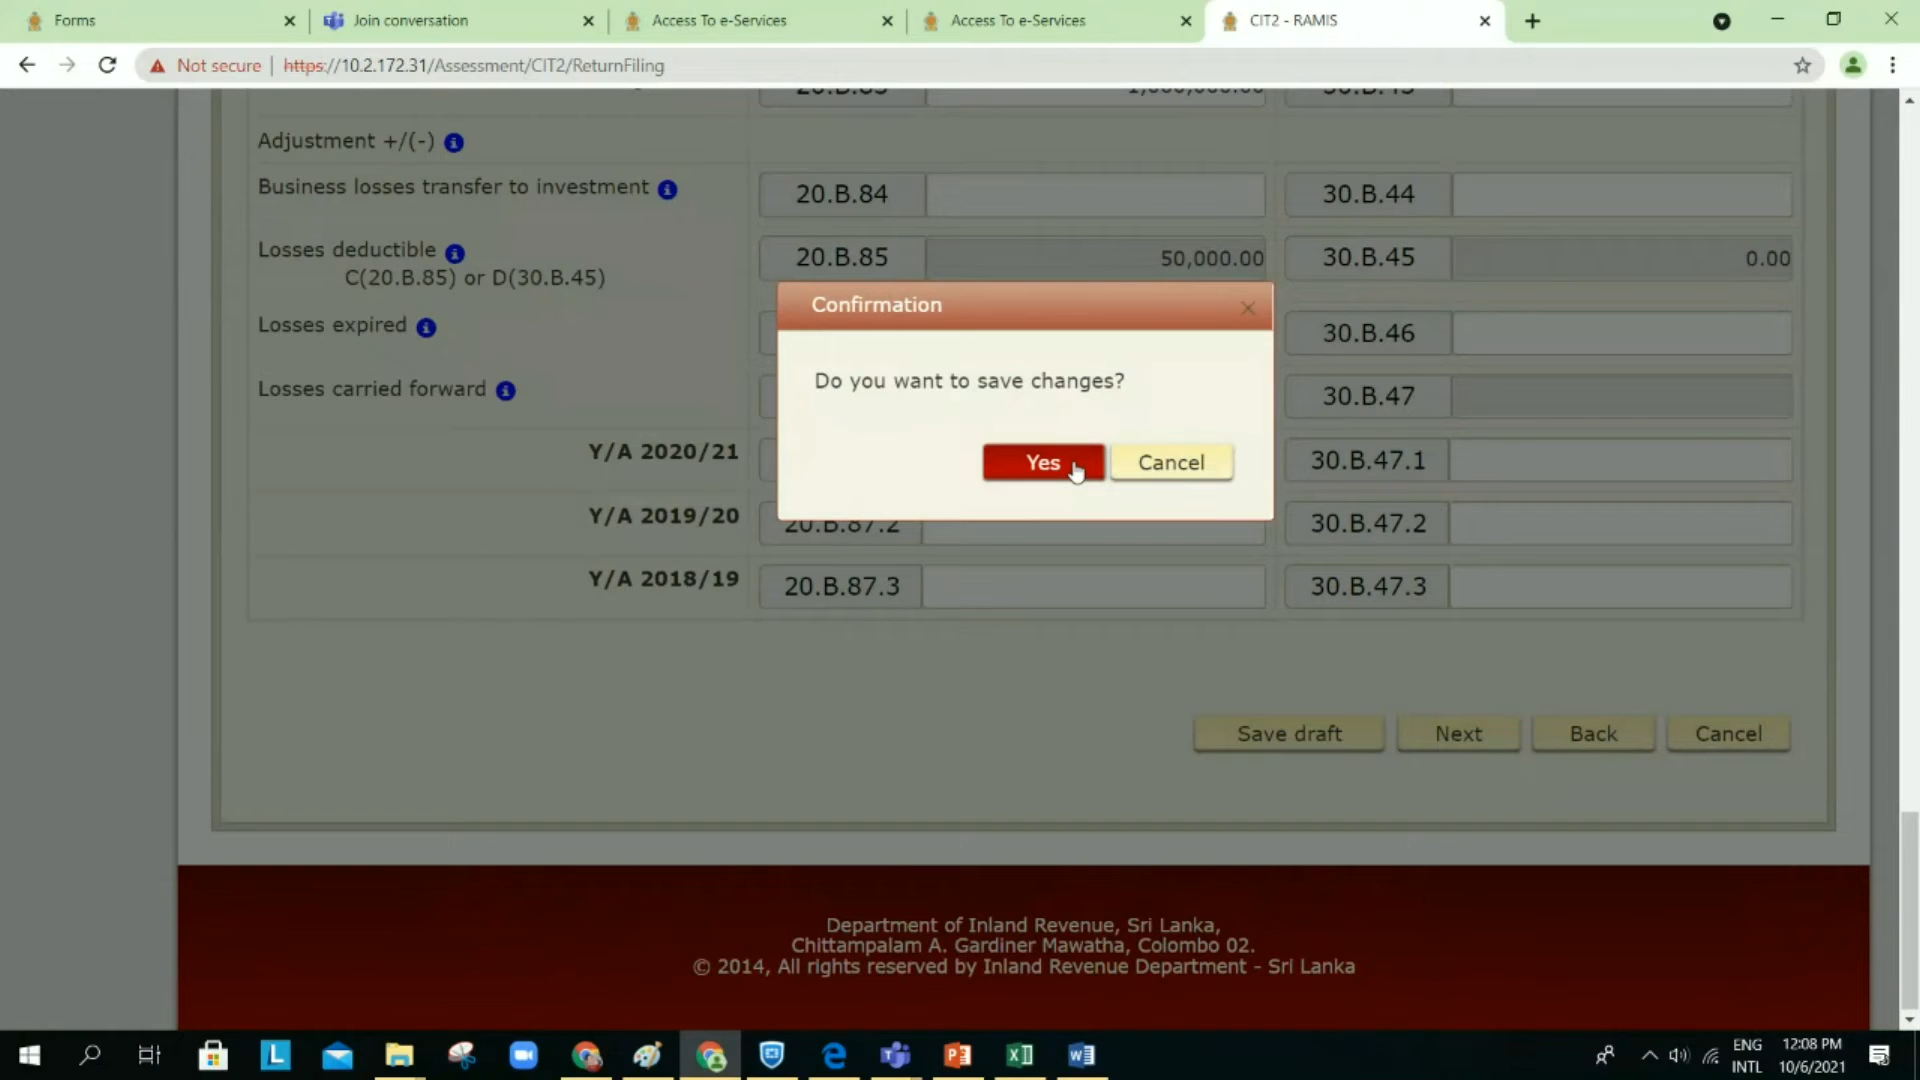 Forms
Join conversation
Access To e-Services
Access To e-Services
CIT2 - RAMIS
Not secure | https://10.2.172.31/Assessment/CIT2/ReturnFiling
Adjustment +/(-)
Business losses transfer to investment 20.B.84 30.B.44
Losses deductible 20.B.85 50,000.00 30.B.45 0.00
C(20.B.85) or D(30.B.45)
Confirmation
Losses expired 30.B.46
Do you want to save changes?
Losses carried forward 30.B.47
Yes Cancel
Y/A 2020/21 30.B.47.1
Y/A 2019/20 20.B.87.2 30.B.47.2
Y/A 2018/19 20.B.87.3 30.B.47.3
Save draft Next Back Cancel
Department of Inland Revenue, Sri Lanka,
Chittampalam A. Gardiner Mawatha, Colombo 02.
© 2014, All rights reserved by Inland Revenue Department - Sri Lanka
ENG 12:08 PM
INTL 10/6/2021